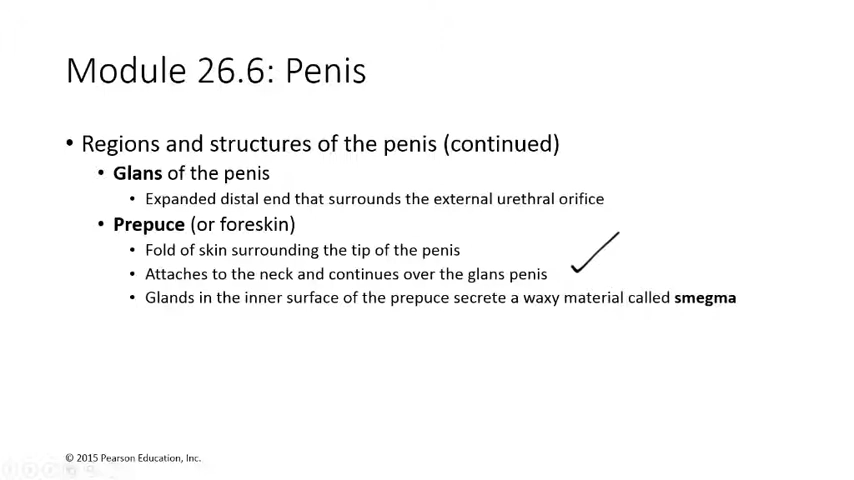 Module 26.6: Penis
• Regions and structures of the penis (continued)
• Glans of the penis
• Expanded distal end that surrounds the external urethral orifice
• Prepuce (or foreskin)
• Fold of skin surrounding the tip of the penis
• Attaches to the neck and continues over the glans penis
• Glands in the inner surface of the prepuce secrete a waxy material called smegma
© 2015 Pearson Education, Inc.